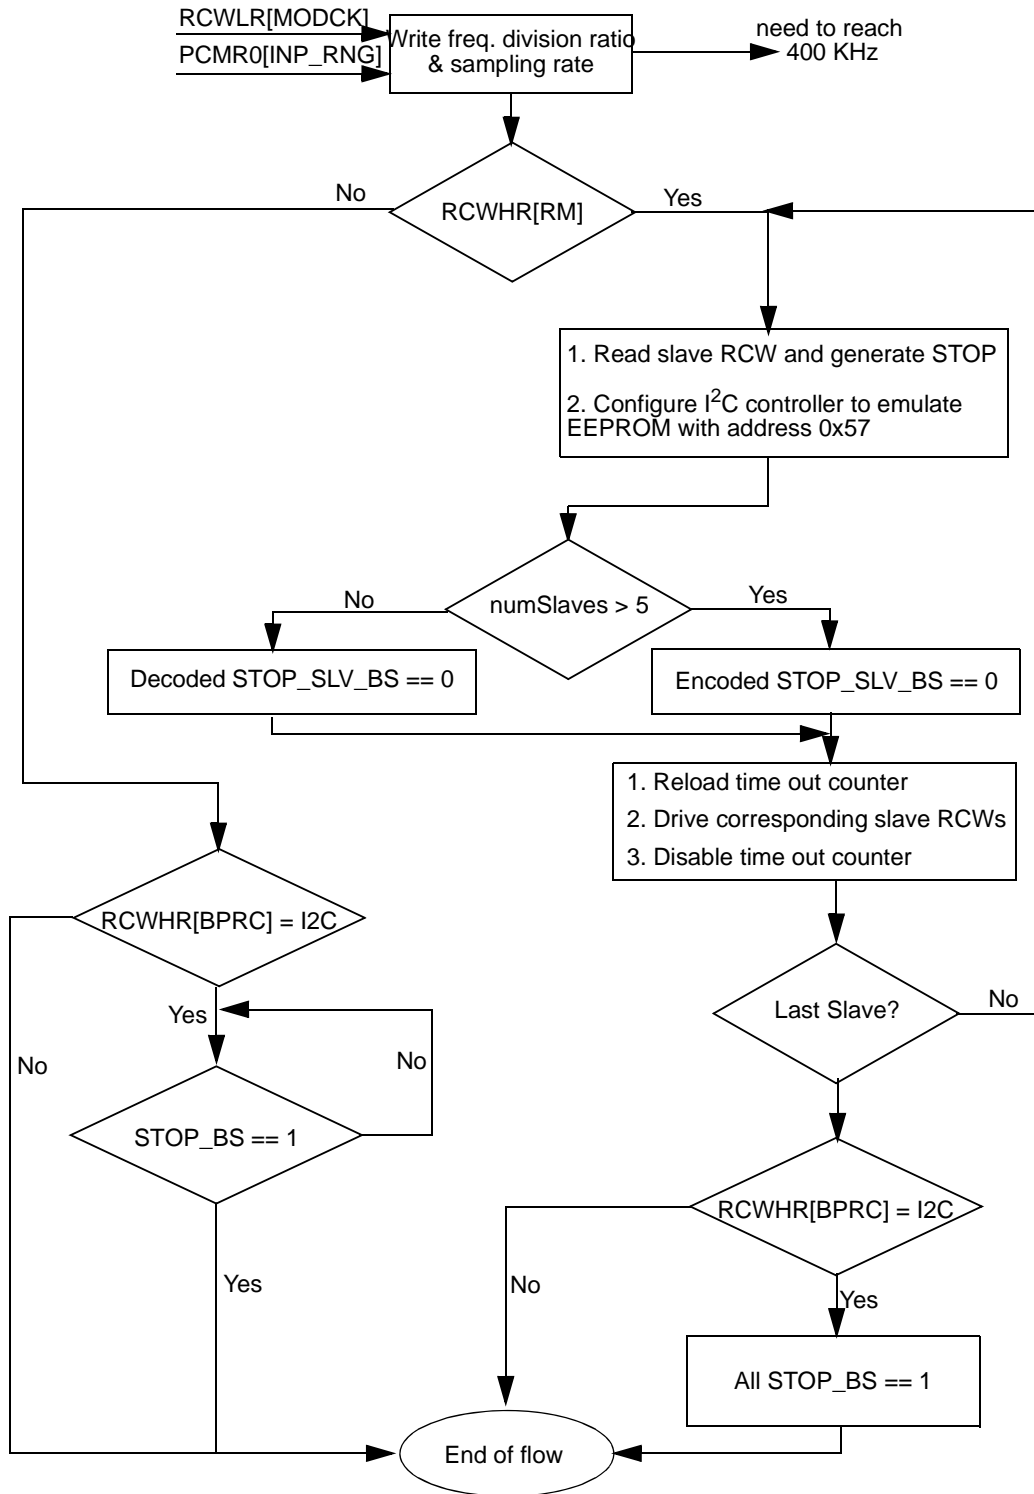 RCWLR[MODCK]
PCMR0[INP_RNG]
Write freq. division ratio
& sampling rate
need to reach
400 KHz
No
RCWHR[RM]
Yes
1. Read slave RCW and generate STOP
2. Configure I²C controller to emulate
EEPROM with address 0x57
No
numSlaves > 5
Yes
Decoded STOP_SLV_BS == 0
Encoded STOP_SLV_BS == 0
1. Reload time out counter
2. Drive corresponding slave RCWs
3. Disable time out counter
RCWHR[BPRC] = I2C
Last Slave?
No
Yes
No
No
STOP_BS == 1
RCWHR[BPRC] = I2C
Yes
No
Yes
All STOP_BS == 1
End of flow